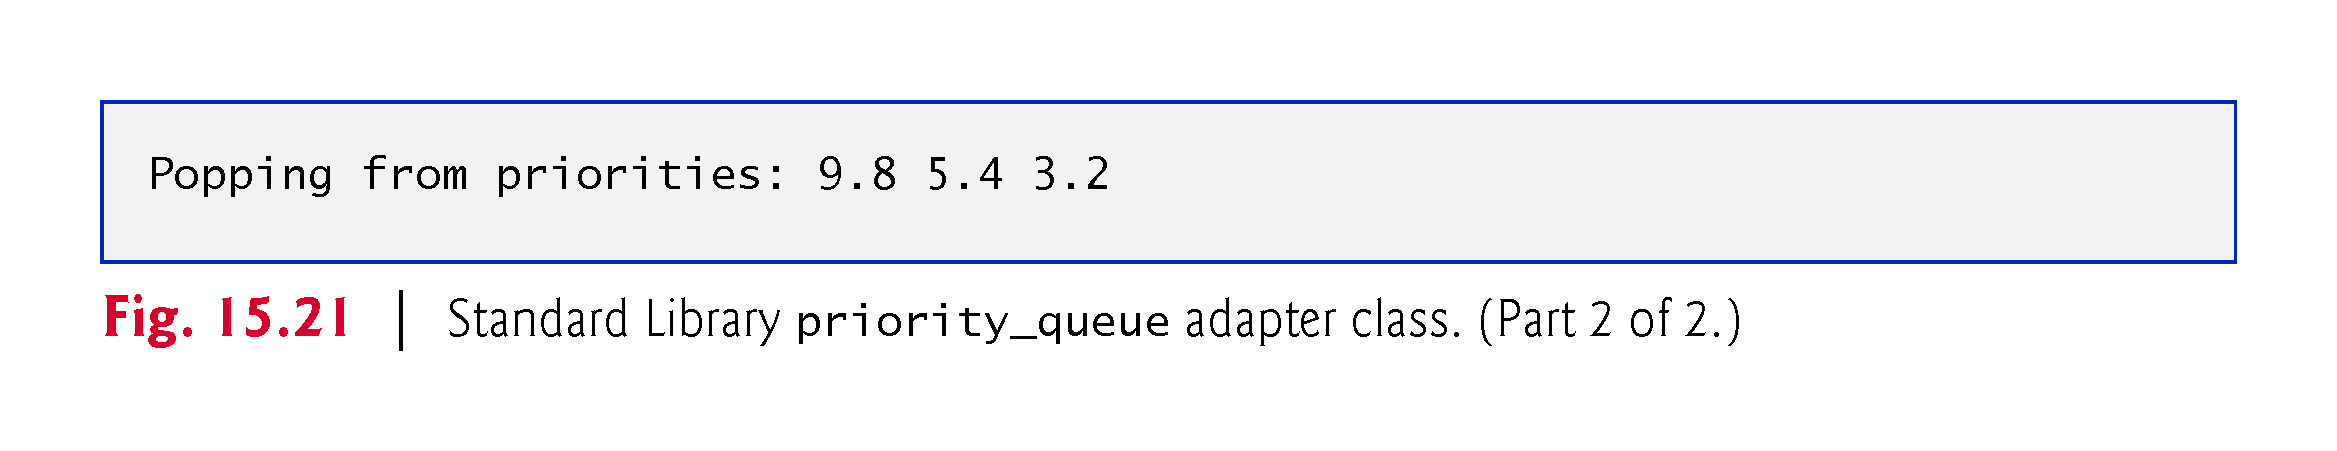 Popping from priorities: 9.8 5.4 3.2
Fig. 15.21 | Standard Library priority_queue adapter class. (Part 2 of 2.)